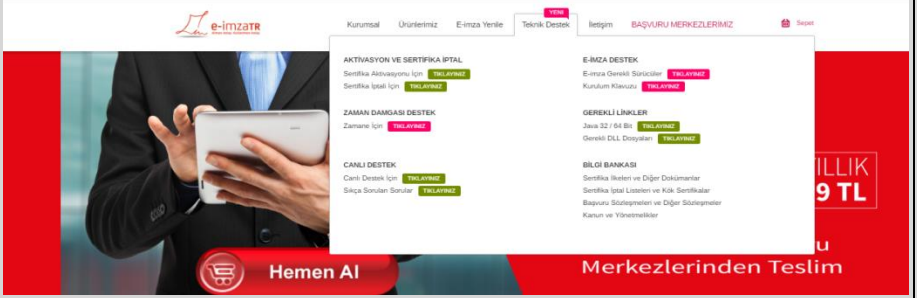 e-imzaTR
Kurumsal Ürünlerimiz E-imza Yenile Teknik Destek İletişim BAŞVURU MERKEZLERİMİZ Sepet
YENİ
AKTİVASYON VE SERTİFİKA İPTAL
Sertifika Aktivasyonu İçin TIKLAYINIZ
Sertifika İptali İçin TIKLAYINIZ
ZAMAN DAMGASI DESTEK
Zamane İçin TIKLAYINIZ
CANLI DESTEK
Canlı Destek İçin TIKLAYINIZ
Sıkça Sorulan Sorular TIKLAYINIZ
E-İMZA DESTEK
E-imza Gerekli Sürücüler TIKLAYINIZ
Kurulum Klavuzu TIKLAYINIZ
GEREKLİ LİNKLER
Java 32 / 64 Bit TIKLAYINIZ
Gerekli DLL Dosyaları TIKLAYINIZ
BİLGİ BANKASI
Sertifika İlkeleri ve Diğer Dokümanlar
Sertifika İptal Listeleri ve Kök Sertifikalar
Başvuru Sözleşmeleri ve Diğer Sözleşmeler
Kanun ve Yönetmelikler
ILLIK
9 TL
u
Merkezlerinden Teslim
Hemen Al